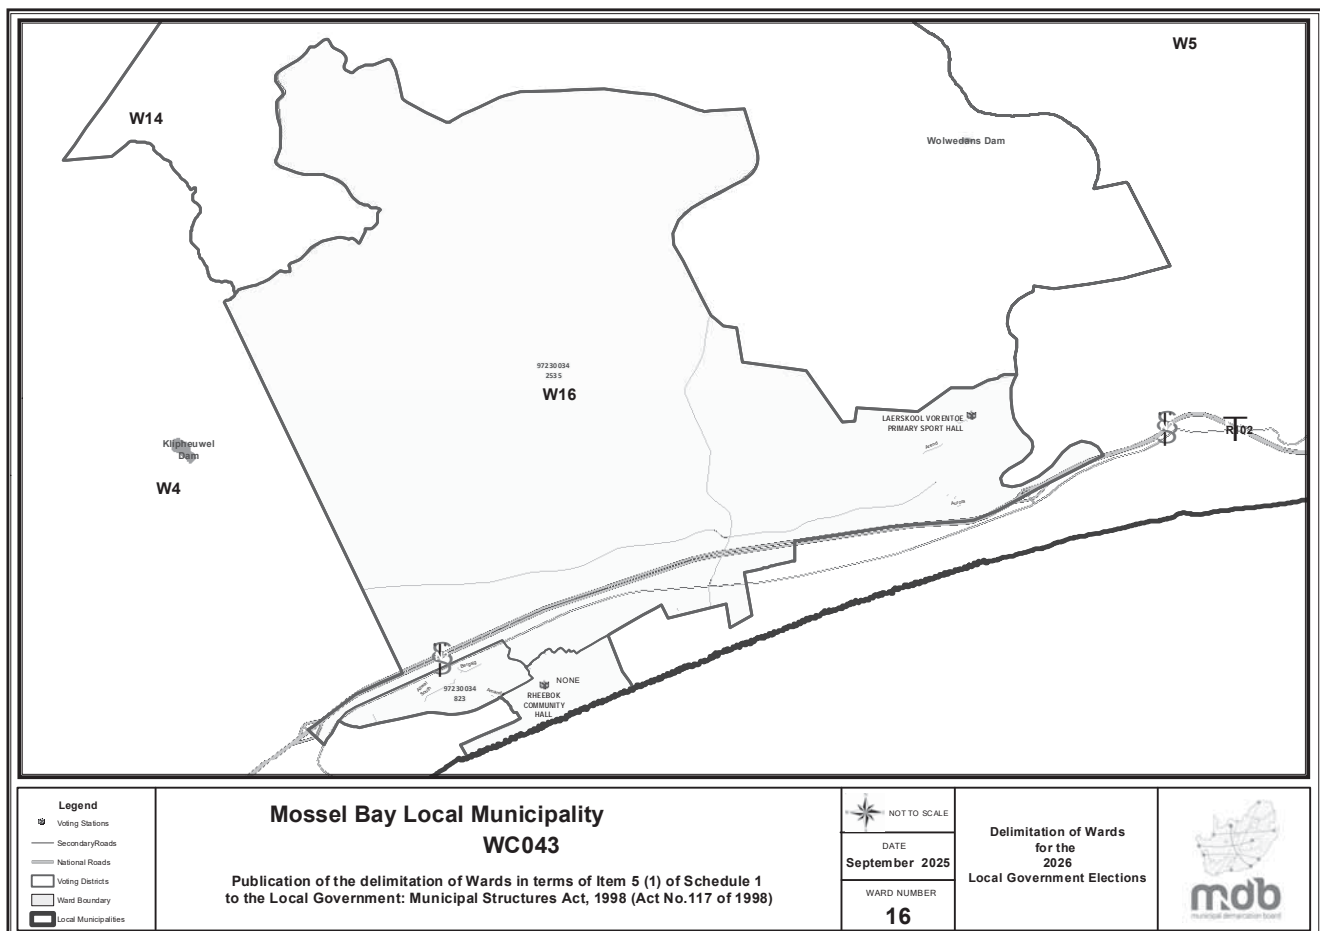 W5
W14
Wolwedans Dam
97230034
2535
W16
LAERSKOOL VORENTOE
PRIMARY SPORT HALL
R102
Klipheuwel
Dam
W4
97230034
823
NONE
RHEEBOK
COMMUNITY
HALL
Legend
Voting Stations
SecondaryRoads
National Roads
Voting Districts
Ward Boundary
Local Municipalities
Mossel Bay Local Municipality
WC043
Publication of the delimitation of Wards in terms of Item 5 (1) of Schedule 1
to the Local Government: Municipal Structures Act, 1998 (Act No.117 of 1998)
NOT TO SCALE
DATE
September 2025
WARD NUMBER
16
Delimitation of Wards
for the
2026
Local Government Elections
mdb
municipal demarcation board